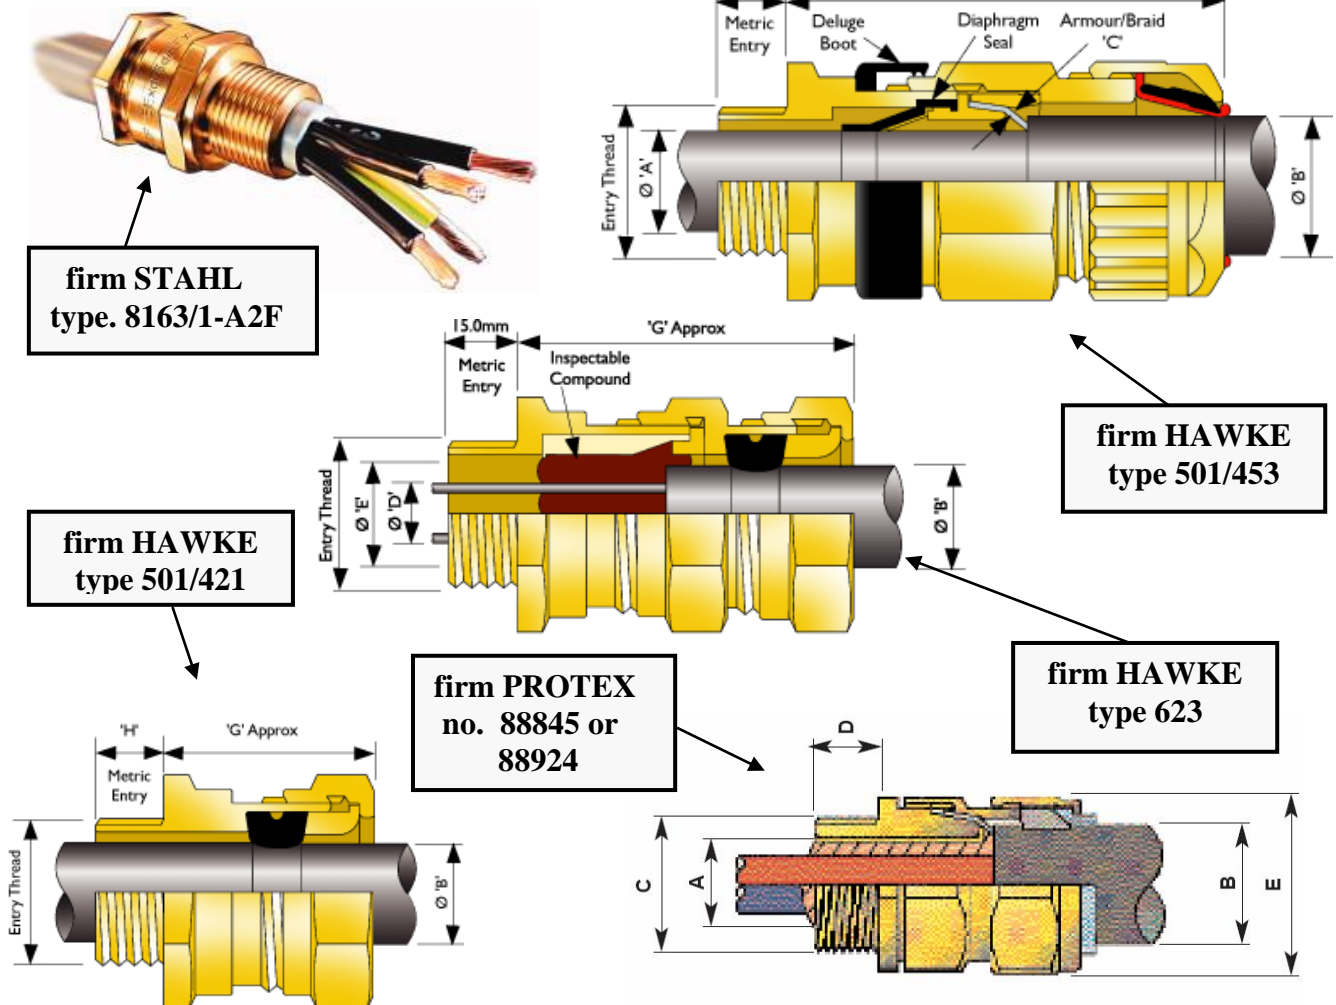 Metric
Entry
Deluge
Boot
Diaphragm
Seal
Armour/Braid
'C'
Entry Thread
Ø 'A'
Ø 'B'
firm STAHL
type. 8163/1-A2F
firm HAWKE
type 501/453
15.0mm
'G' Approx
Metric
Entry
Inspectable
Compound
Entry Thread
Ø 'E'
Ø 'D'
Ø 'B'
firm HAWKE
type 501/421
firm HAWKE
type 623
firm PROTEX
no. 88845 or
88924
'H'
'G' Approx
Metric
Entry
Entry Thread
Ø 'B'
D
C
A
B
E